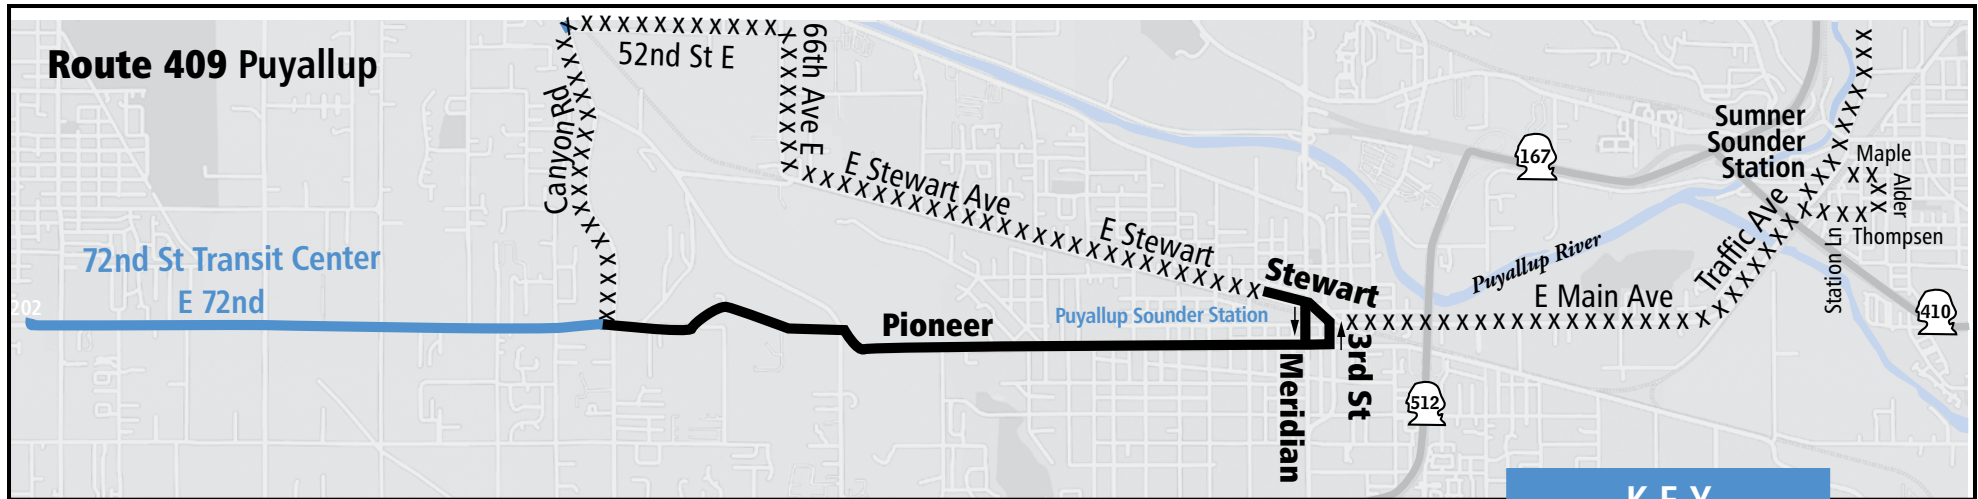 Route 409 Puyallup
52nd St E
66th Ave E
Canyon Rd
E Stewart Ave
E Stewart
Stewart
72nd St Transit Center
E 72nd
202
Pioneer
Puyallup Sounder Station
Meridian
3rd St
E Main Ave
Puyallup River
Traffic Ave
Sumner
Sounder
Station
Maple
Alder
Thompsen
Station Ln
167
410
512
KEY